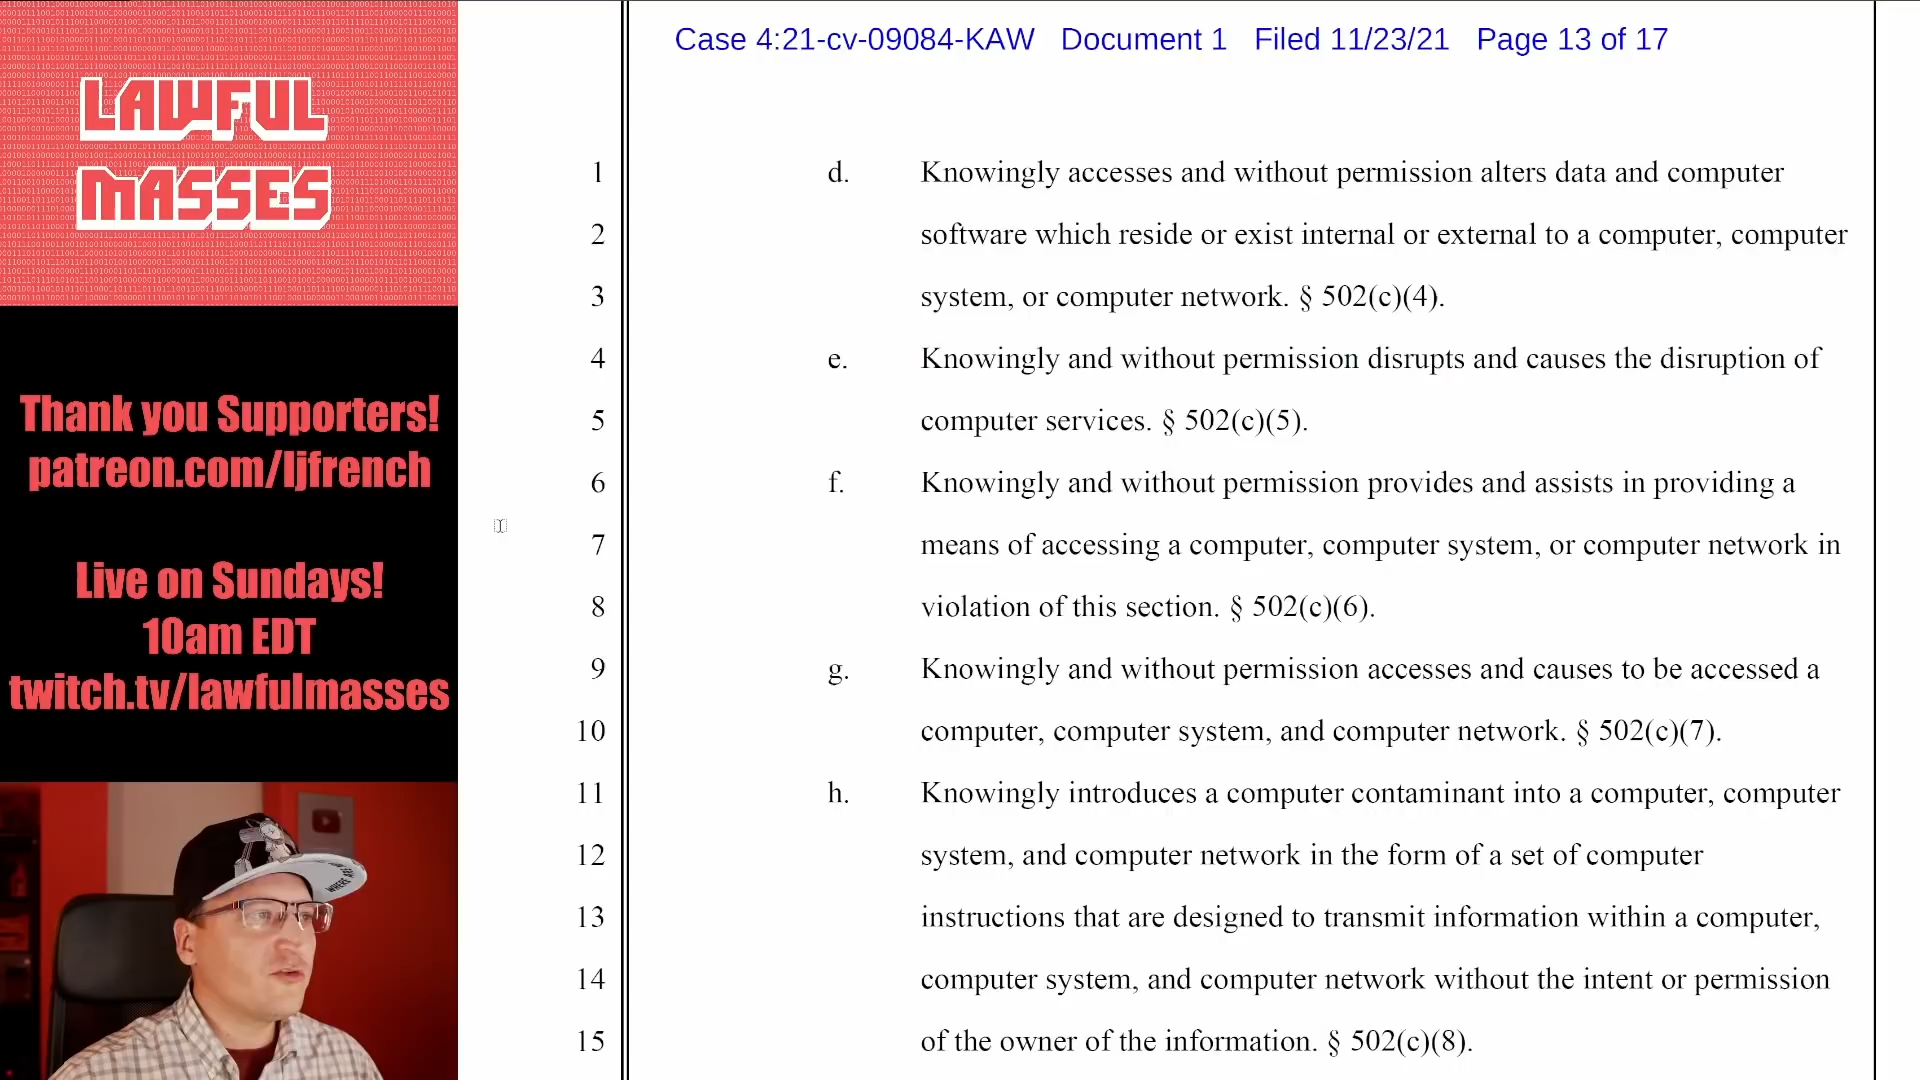 LAWFUL
MASSES
Thank you Supporters!
patreon.com/ljfrench
Live on Sundays!
10am EDT
twitch.tv/lawfulmasses
Case 4:21-cv-09084-KAW Document 1 Filed 11/23/21 Page 13 of 17
1 d. Knowingly accesses and without permission alters data and computer
2 software which reside or exist internal or external to a computer, computer
3 system, or computer network. § 502(c)(4).
4 e. Knowingly and without permission disrupts and causes the disruption of
5 computer services. § 502(c)(5).
6 f. Knowingly and without permission provides and assists in providing a
7 means of accessing a computer, computer system, or computer network in
8 violation of this section. § 502(c)(6).
9 g. Knowingly and without permission accesses and causes to be accessed a
10 computer, computer system, and computer network. § 502(c)(7).
11 h. Knowingly introduces a computer contaminant into a computer, computer
12 system, and computer network in the form of a set of computer
13 instructions that are designed to transmit information within a computer,
14 computer system, and computer network without the intent or permission
15 of the owner of the information. § 502(c)(8).
WHERE